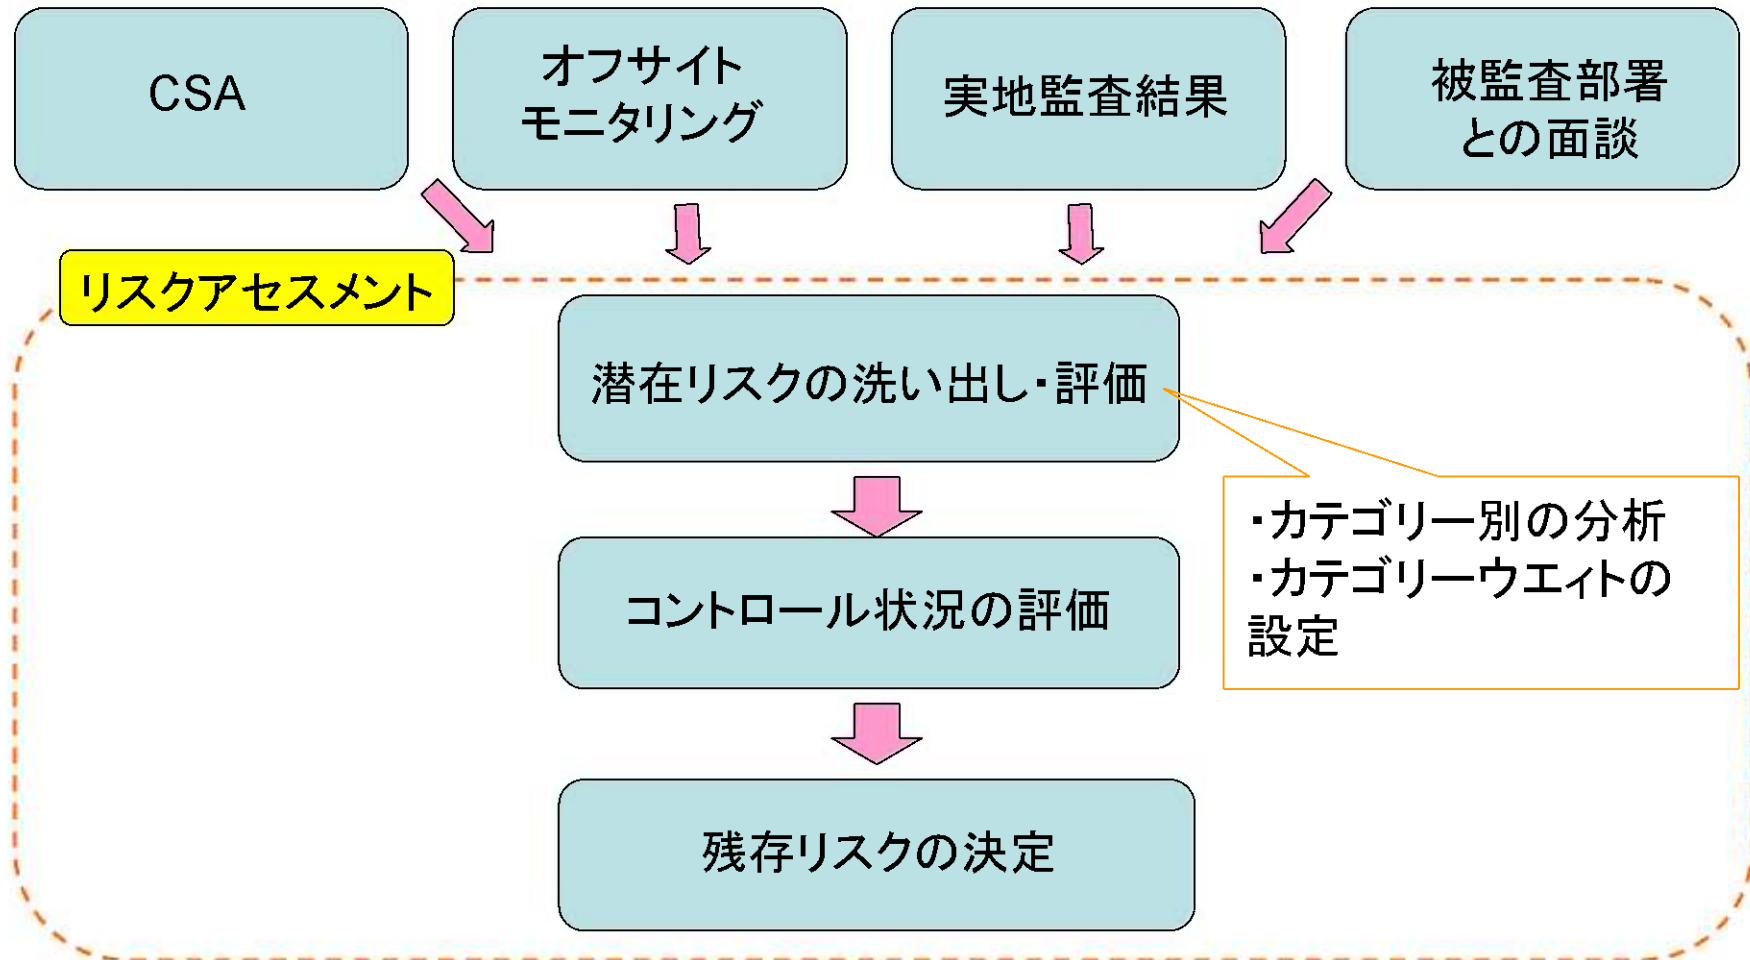 CSA
オフサイト
モニタリング
実地監査結果
被監査部署
との面談
リスクアセスメント
潜在リスクの洗い出し・評価
・カテゴリー別の分析
・カテゴリーウエィトの
設定
コントロール状況の評価
残存リスクの決定